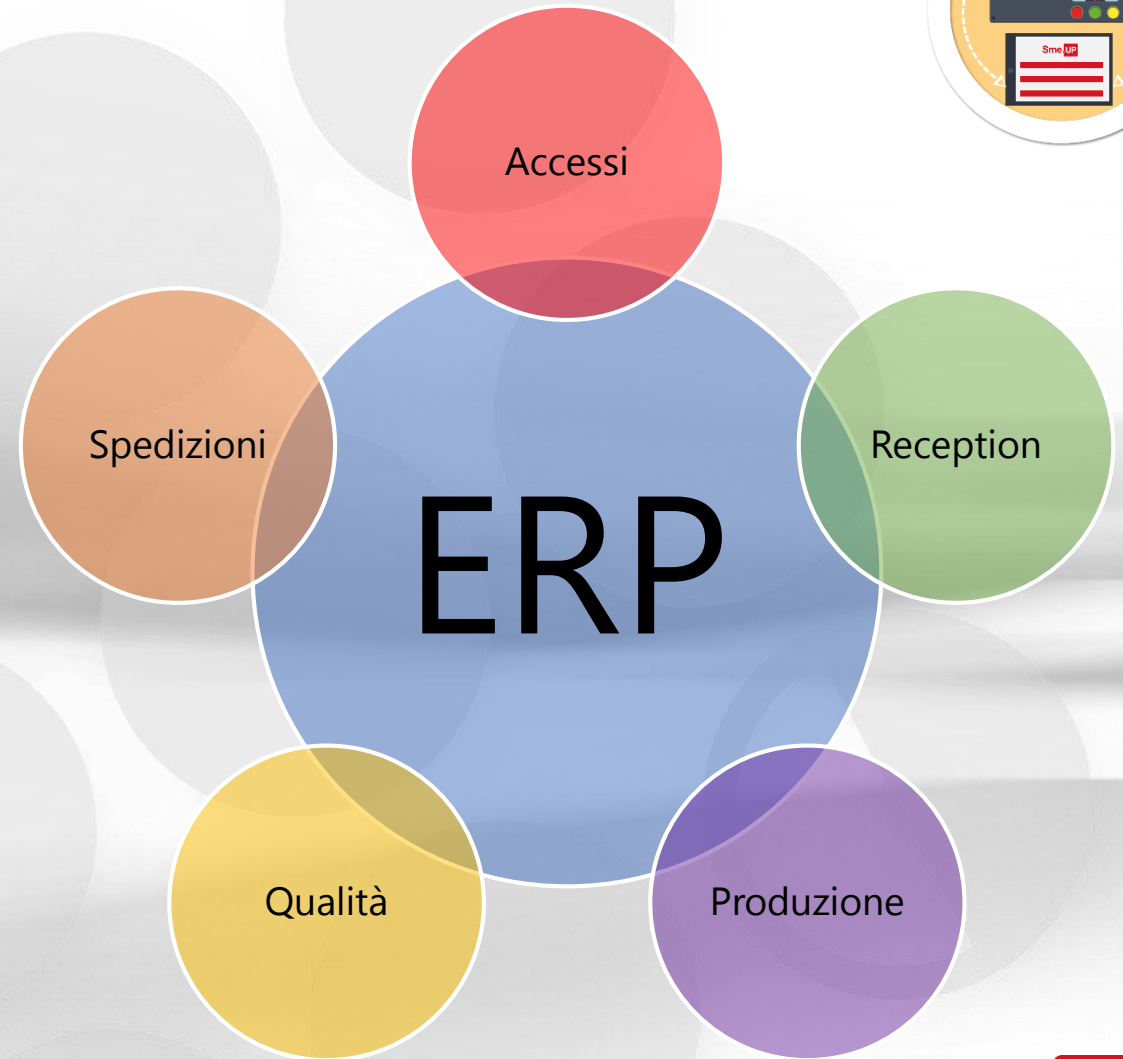 Sme.UP
Accessi
Spedizioni
Reception
ERP
Qualità
Produzione